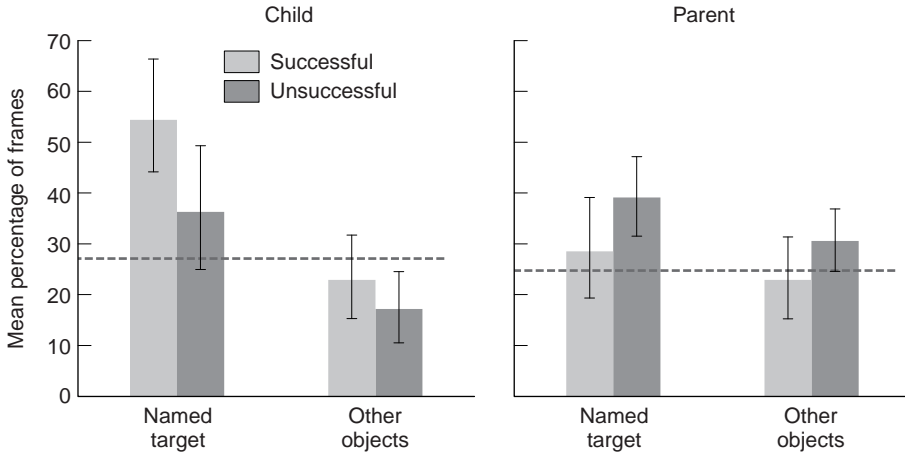 Child
Parent
Mean percentage of frames
70
60
50
40
30
20
10
0
Successful
Unsuccessful
Named
target
Other
objects
Named
target
Other
objects